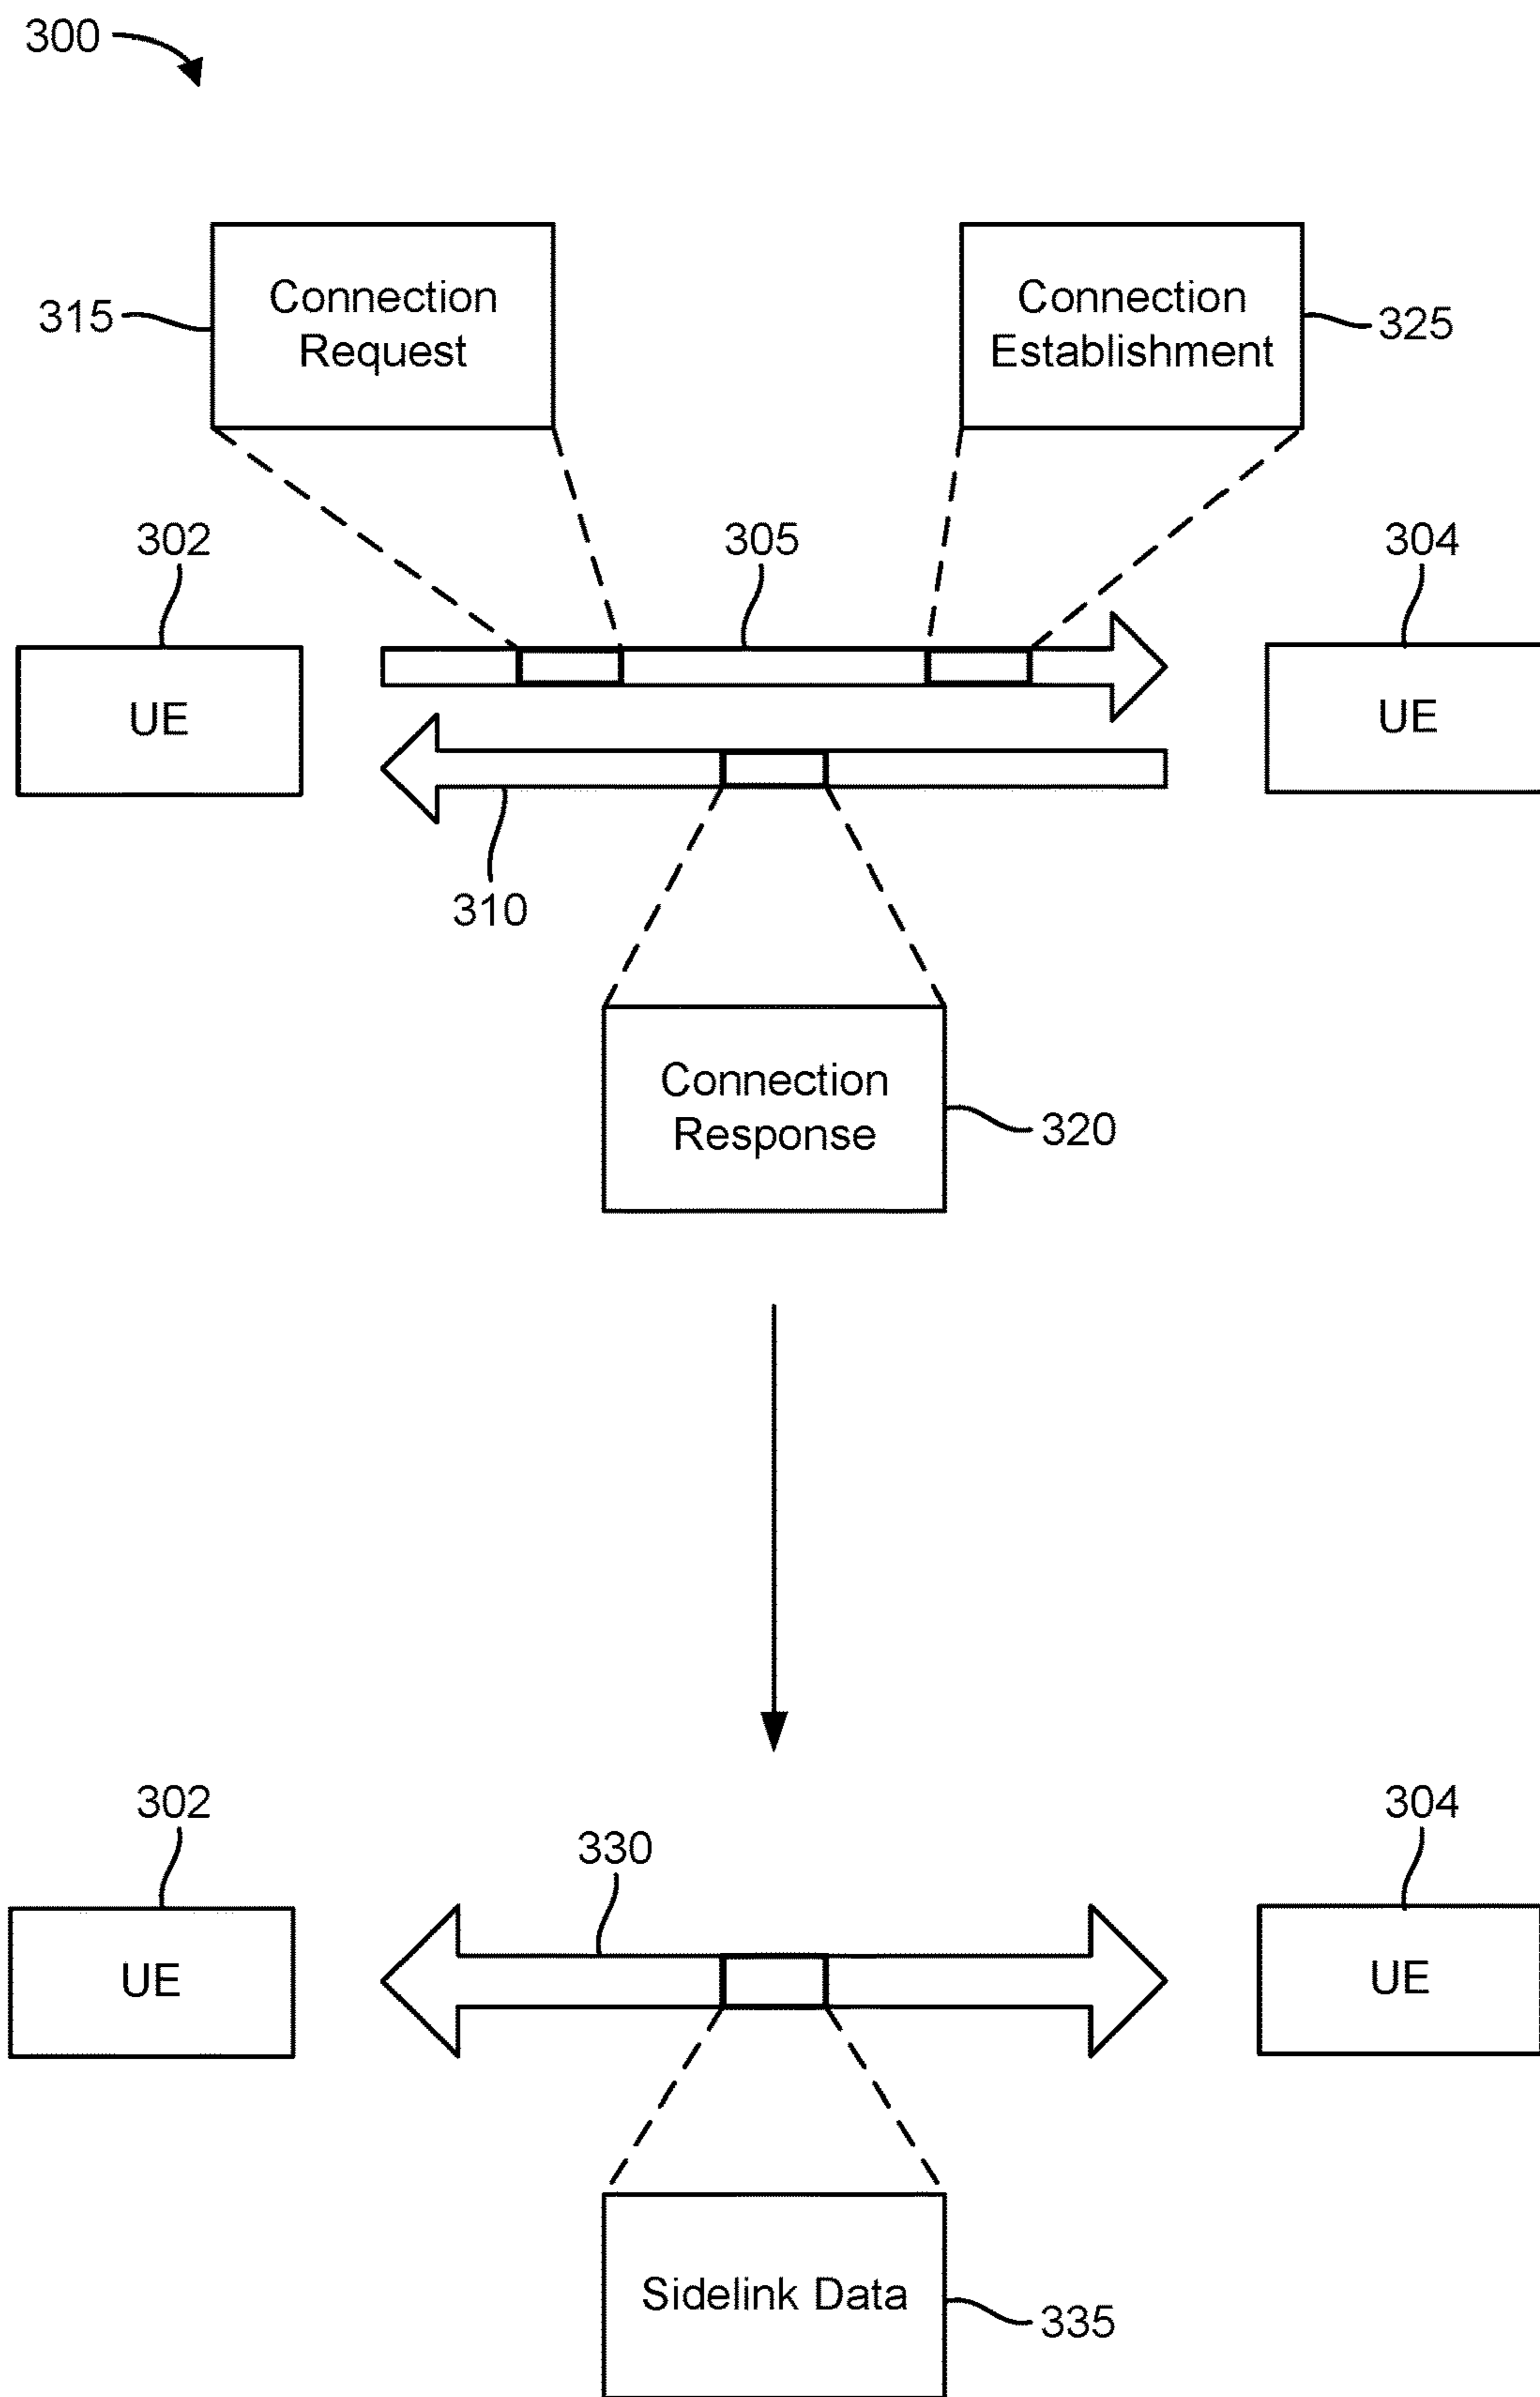 300
Connection
Request
315
Connection
Establishment
325
302
305
304
UE
UE
310
Connection
Response
320
302
304
330
UE
UE
Sidelink Data
335